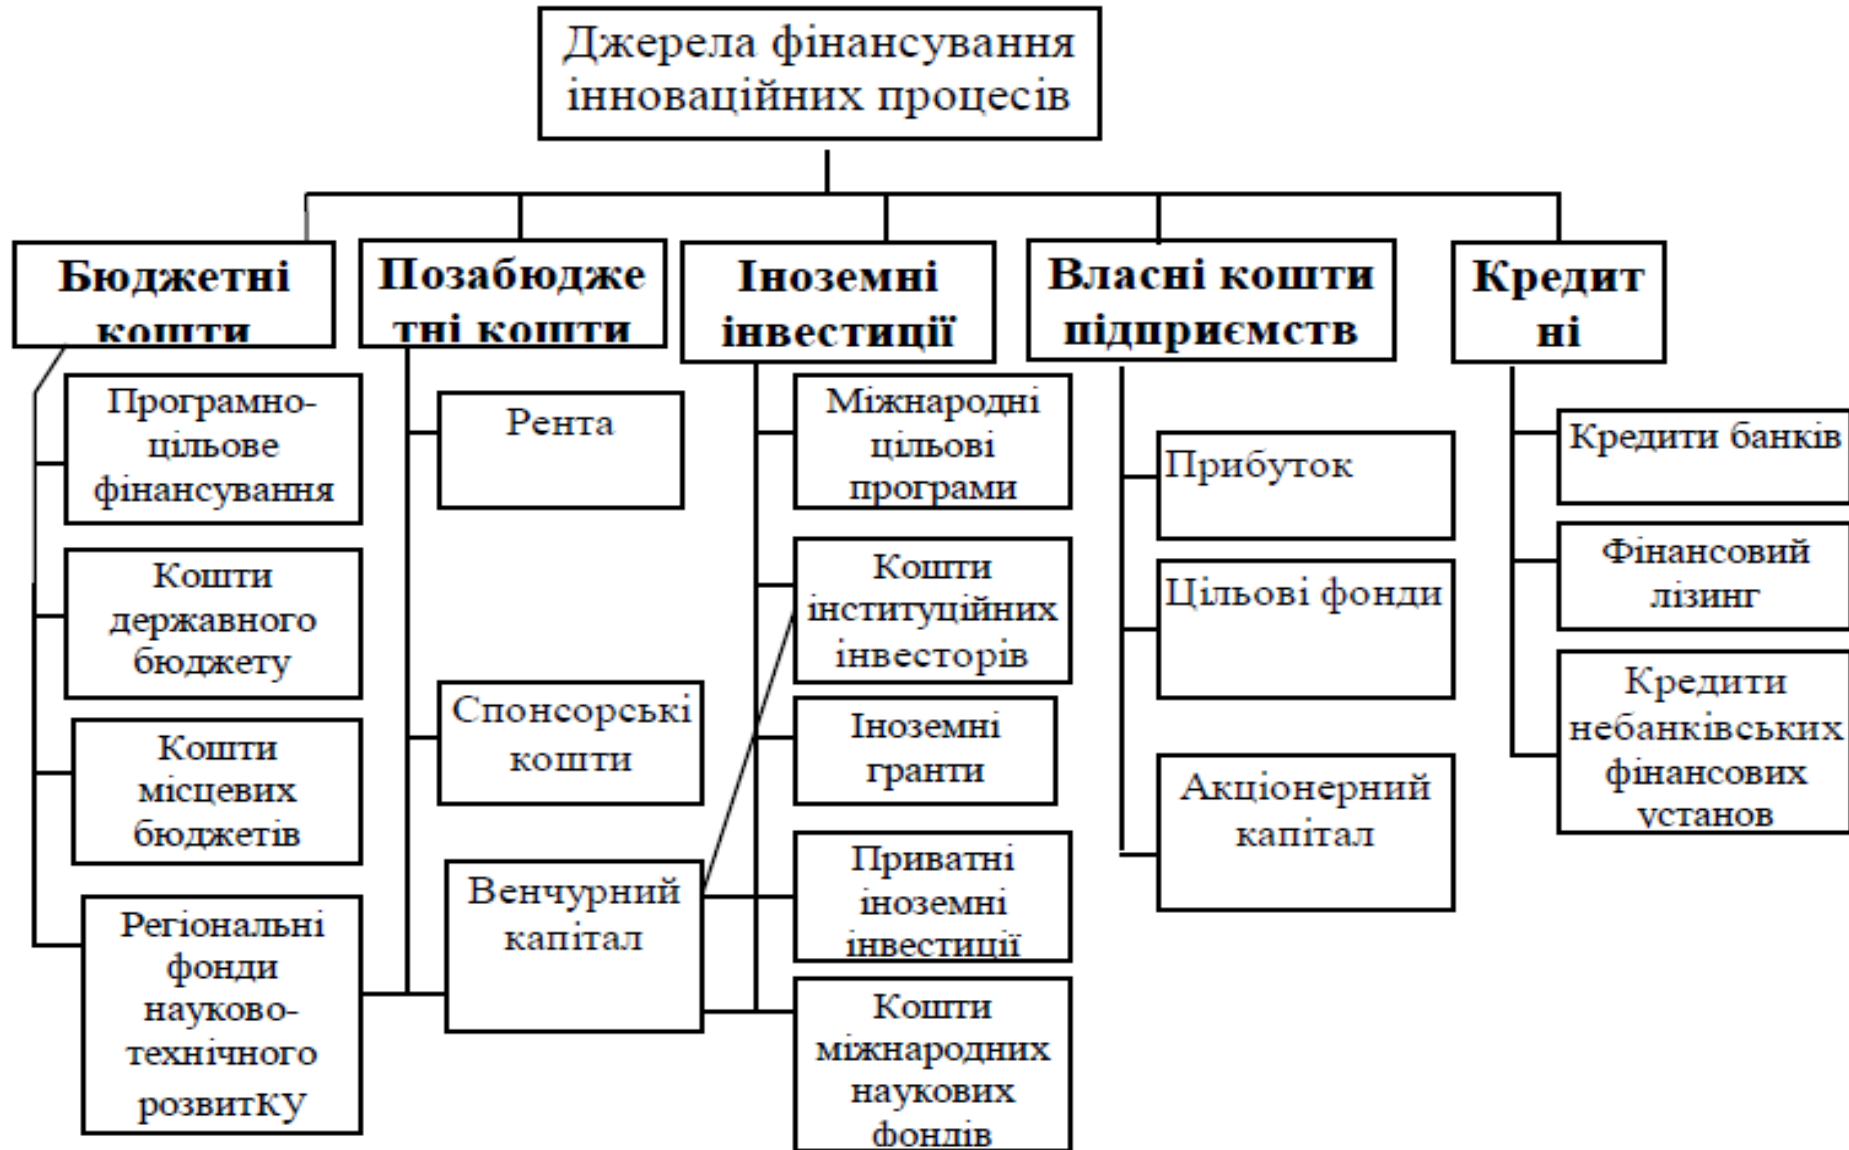 Джерела фінансування
інноваційних процесів
Бюджетні
кошти
Позабюдже
тні кошти
Іноземні
інвестиції
Власні кошти
підприємств
Кредит
ні
Програмно-
цільове
фінансування
Кошти
державного
бюджету
Кошти
місцевих
бюджетів
Регіональні
фонди
науково-
технічного
розвитКУ
Рента
Спонсорські
кошти
Венчурний
капітал
Міжнародні
цільові
програми
Кошти
інституційних
інвесторів
Іноземні
гранти
Приватні
іноземні
інвестиції
Кошти
міжнародних
наукових
фондів
Прибуток
Цільові фонди
Акціонерний
капітал
Кредити банків
Фінансовий
лізинг
Кредити
небанківських
фінансових
установ